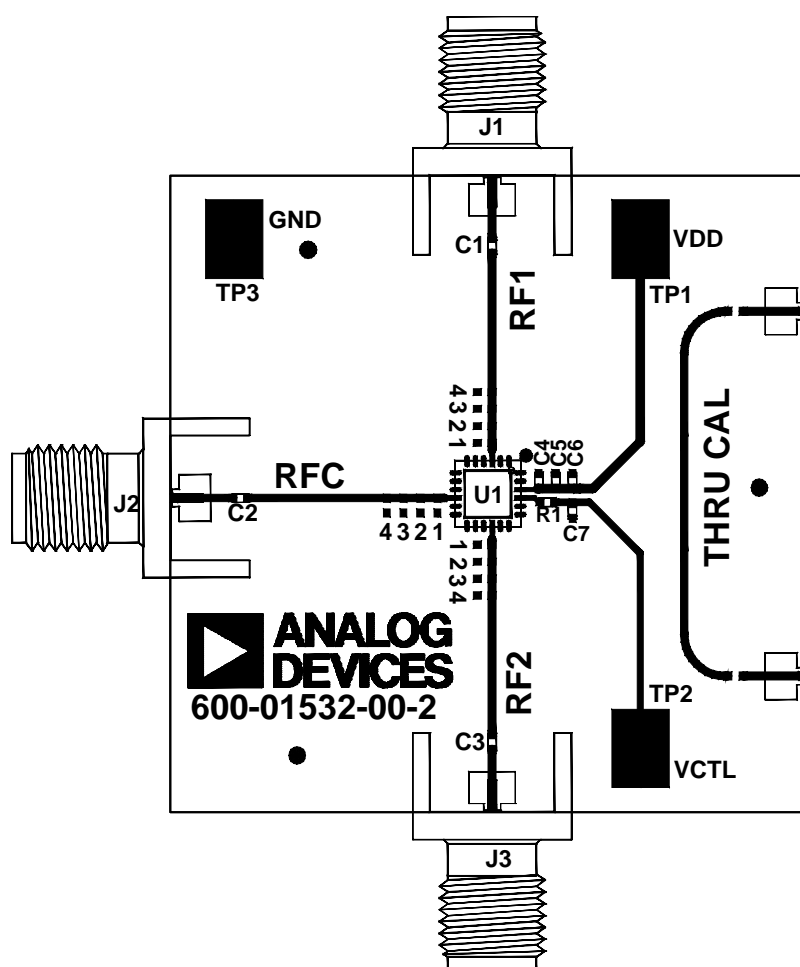 J1
GND
C1
VDD
TP3
TP1
RF1
4
3
2
1
C4
C5
C6
RFC
THRU CAL
J2
C2
U1
R1
C7
4 3 2 1
1
2
3
4
ANALOG
DEVICES
600-01532-00-2
RF2
TP2
C3
VCTL
J3